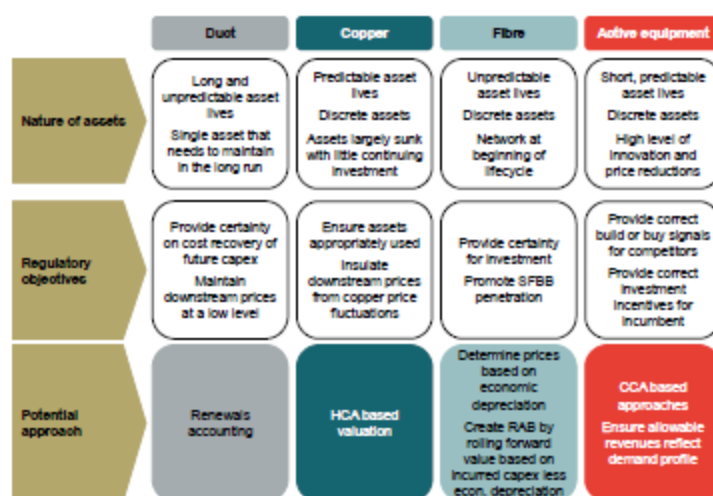 Duct
Copper
Fibre
Active equipment
Nature of assets
Long and
unpredictable asset
lives
Single asset that
needs to maintain
in the long run
Predictable asset
lives
Discrete assets
Assets largely sunk
with little continuing
investment
Unpredictable
asset lives
Discrete assets
Network at
beginning of
lifecycle
Short, predictable
asset lives
Discrete assets
High level of
innovation and
price reductions
Regulatory
objectives
Provide certainty
on cost recovery of
future capex
Maintain
downstream prices
at a low level
Ensure assets
appropriately used
Insulate
downstream prices
from copper price
fluctuations
Provide certainty
for investment
Promote SFBB
penetration
Provide correct
build or buy signals
for competitors
Provide correct
investment
incentives for
incumbent
Potential
approach
Renewals
accounting
HCA based
valuation
Determine prices
based on
economic
depreciation
Create RAB by
rolling forward
value based on
incurred capex less
econ. depreciation
CCA based
approaches
Ensure allowable
revenues reflect
demand profile